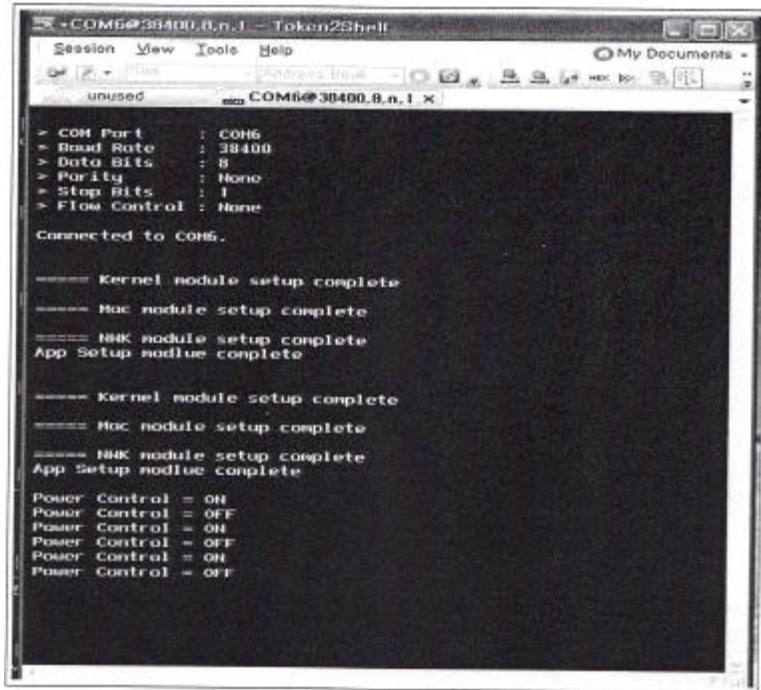 COM6@38400,8,n,1 - Token2Shell
Session View Tools Help
My Documents
unused
COM6@38400,8,n,1 ×
> COM Port : COM6
> Baud Rate : 38400
> Data Bits : 8
> Parity : None
> Stop Bits : 1
> Flow Control : None
Connected to COM6.
===== Kernel module setup complete
===== Mac module setup complete
===== NWK module setup complete
App Setup modlue complete
===== Kernel module setup complete
===== Mac module setup complete
===== NWK module setup complete
App Setup modlue complete
Power Control = ON
Power Control = OFF
Power Control = ON
Power Control = OFF
Power Control = ON
Power Control = OFF